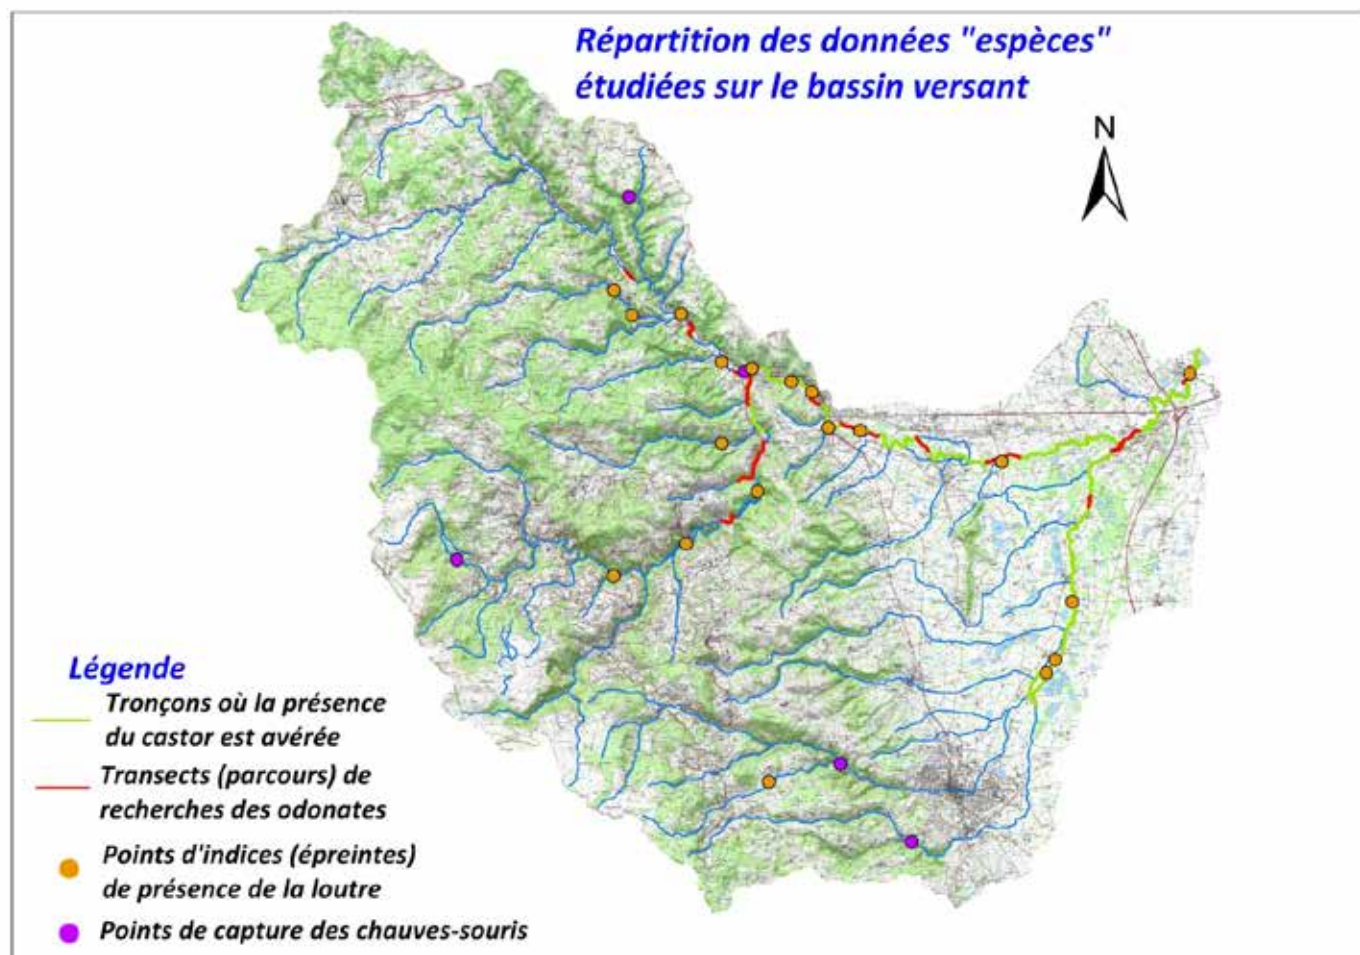 Répartition des données "espèces"
étudiées sur le bassin versant
N
Légende
Tronçons où la présence
du castor est avérée
Transects (parcours) de
recherches des odonates
Points d'indices (épreintes)
de présence de la loutre
Points de capture des chauves-souris